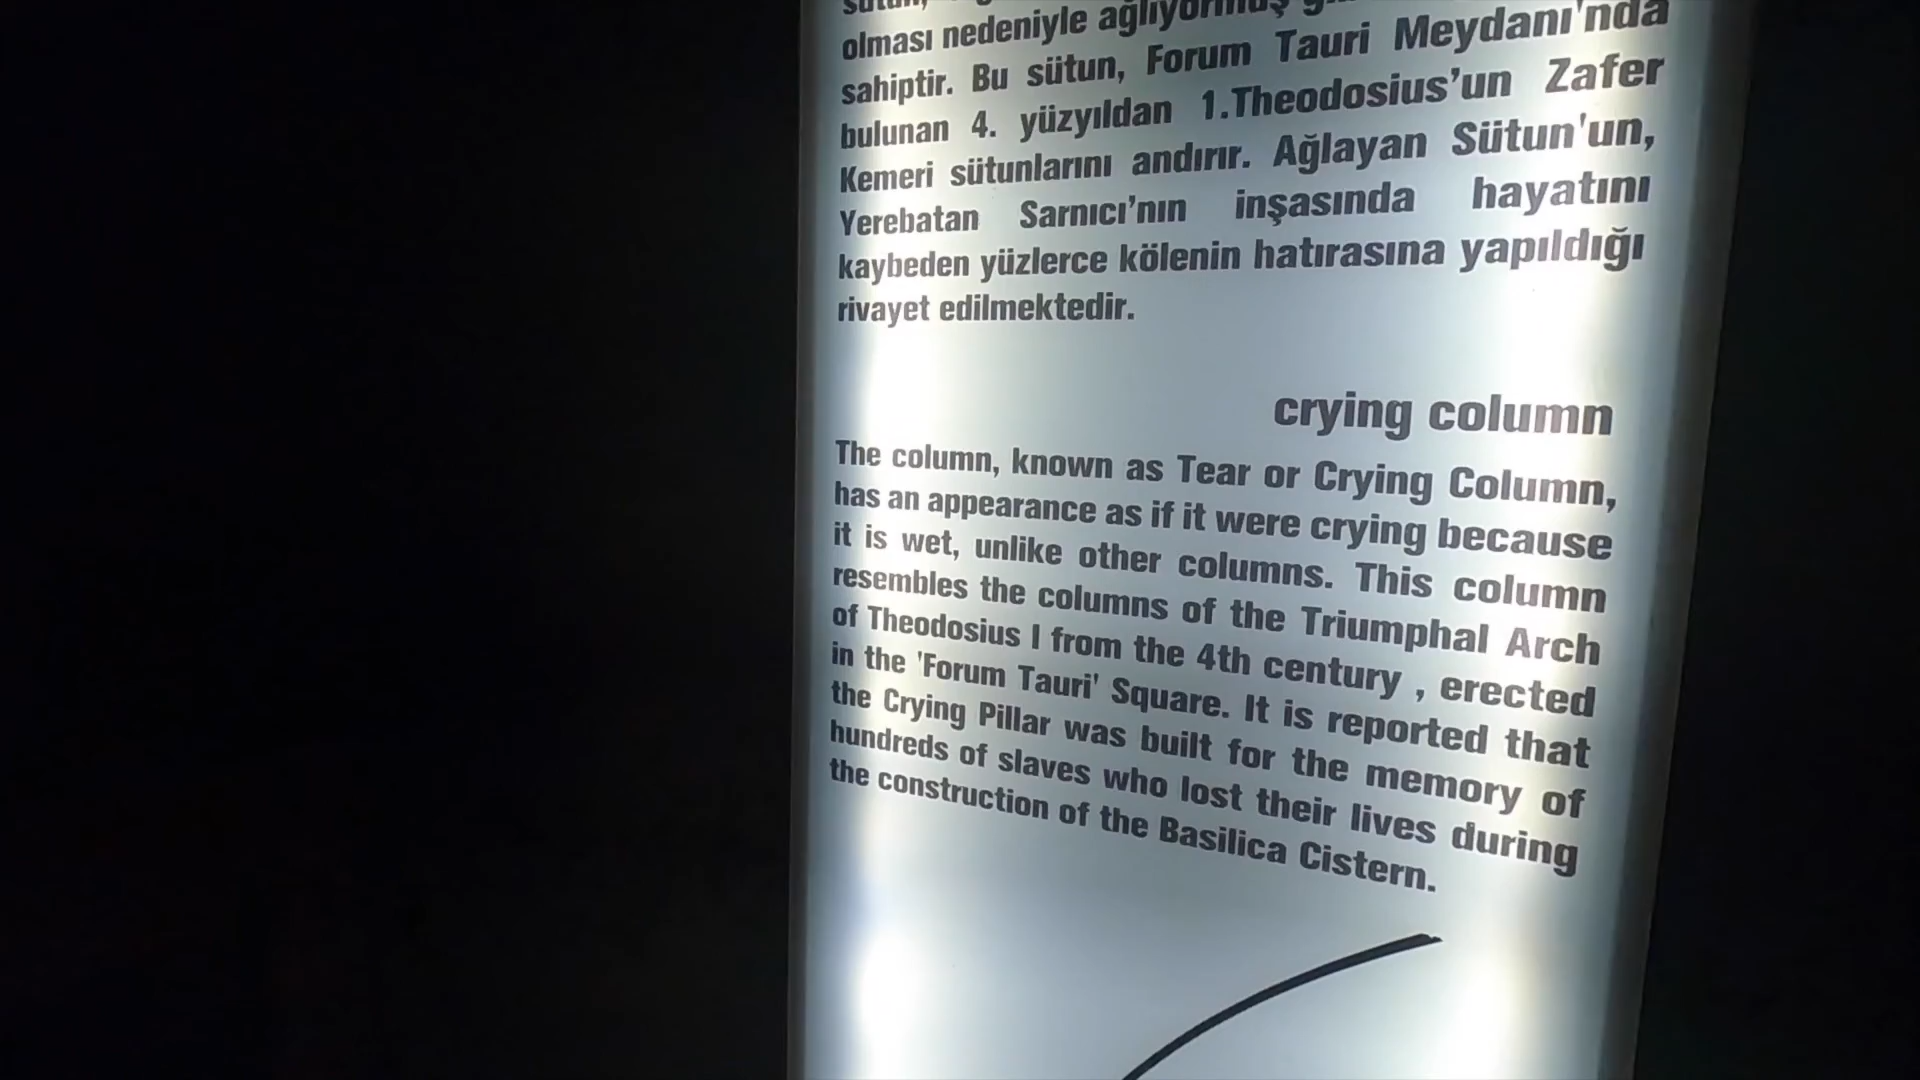 sütun,
olması nedeniyle ağlıyormuş
sahiptir. Bu sütun, Forum Tauri Meydanı'nda
bulunan 4. yüzyıldan 1.Theodosius'un Zafer
Kemeri sütunlarını andırır. Ağlayan Sütun'un,
Yerebatan Sarnıcı'nın inşasında hayatını
kaybeden yüzlerce kölenin hatırasına yapıldığı
rivayet edilmektedir.
crying column
The column, known as Tear or Crying Column,
has an appearance as if it were crying because
it is wet, unlike other columns. This column
resembles the columns of the Triumphal Arch
of Theodosius I from the 4th century , erected
in the 'Forum Tauri' Square. It is reported that
the Crying Pillar was built for the memory of
hundreds of slaves who lost their lives during
the construction of the Basilica Cistern.